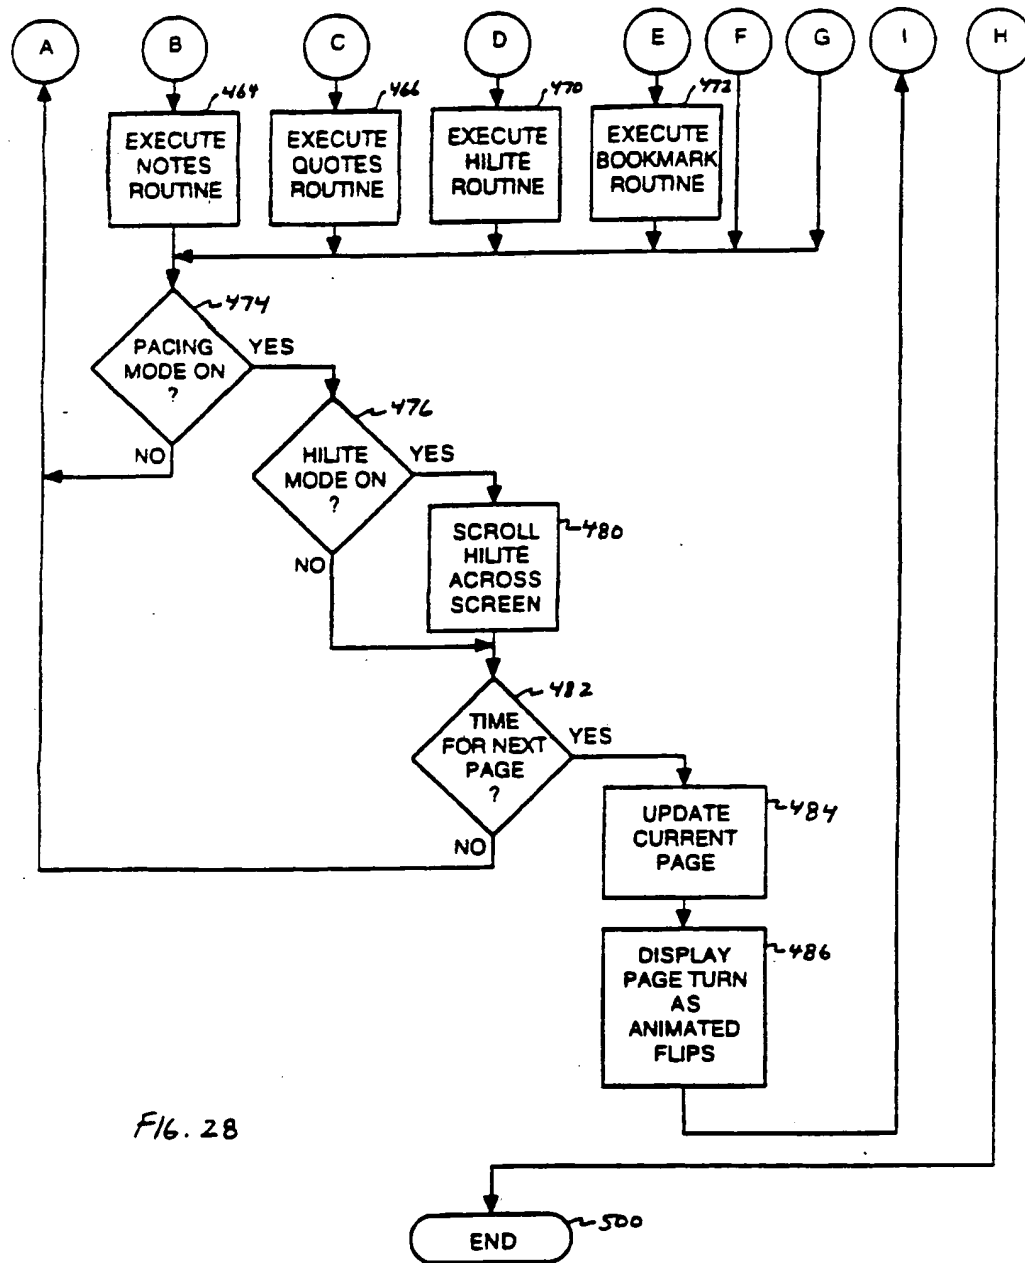 A B C D E F G I H
464 466 470 472
EXECUTE
NOTES
ROUTINE
EXECUTE
QUOTES
ROUTINE
EXECUTE
HILITE
ROUTINE
EXECUTE
BOOKMARK
ROUTINE
474
PACING
MODE ON
?
YES
NO
476
HILITE
MODE ON
?
YES
NO
480
SCROLL
HILITE
ACROSS
SCREEN
482
TIME
FOR NEXT
PAGE
?
YES
NO
484
UPDATE
CURRENT
PAGE
486
DISPLAY
PAGE TURN
AS
ANIMATED
FLIPS
FIG. 28
500
END